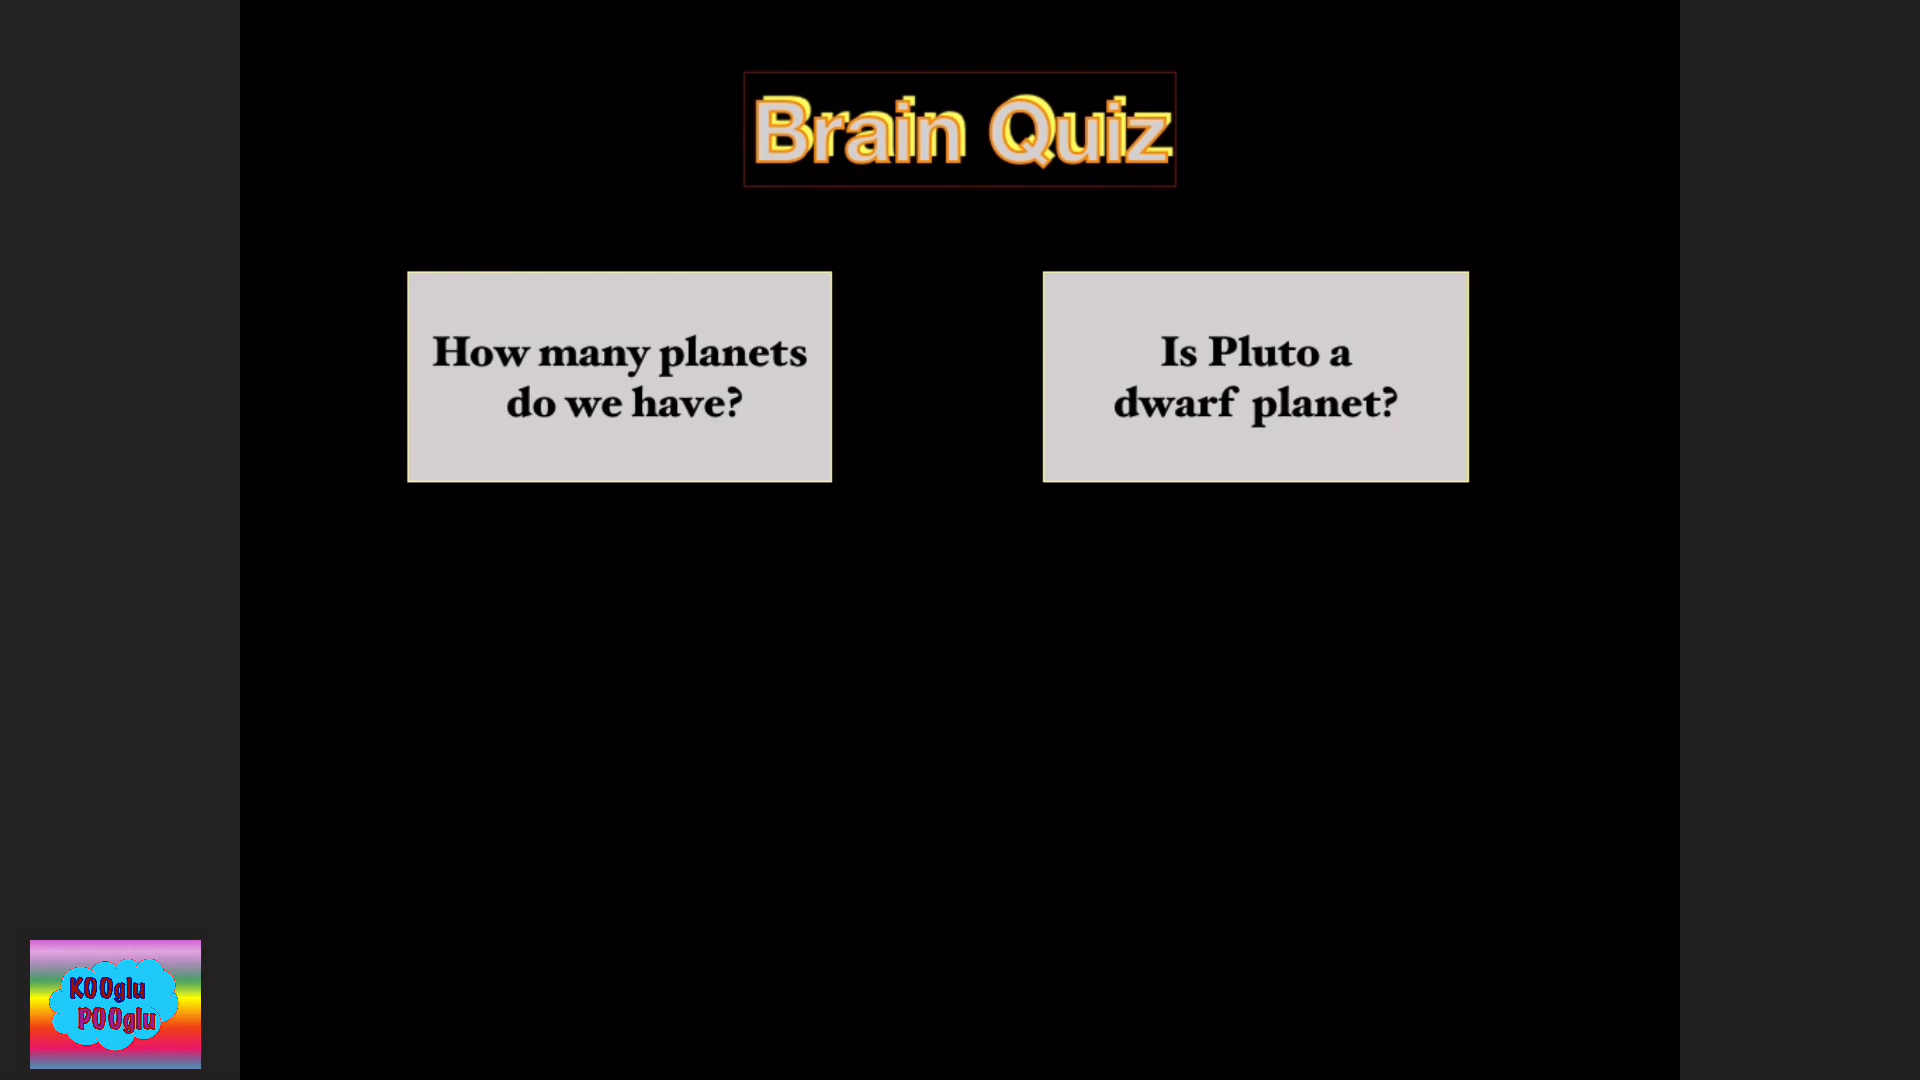 Brain Quiz
How many planets
do we have?
Is Pluto a
dwarf planet?
KOOglu
POOglu